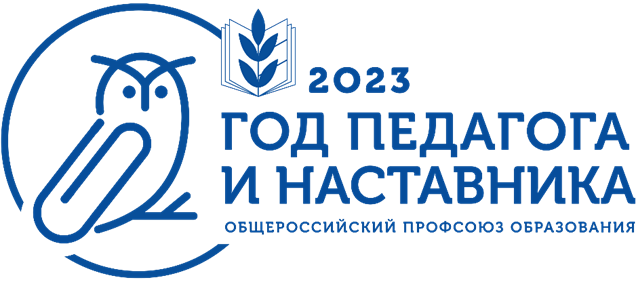 2023
ГОД ПЕДАГОГА
И НАСТАВНИКА
ОБЩЕРОССИЙСКИЙ ПРОФСОЮЗ ОБРАЗОВАНИЯ